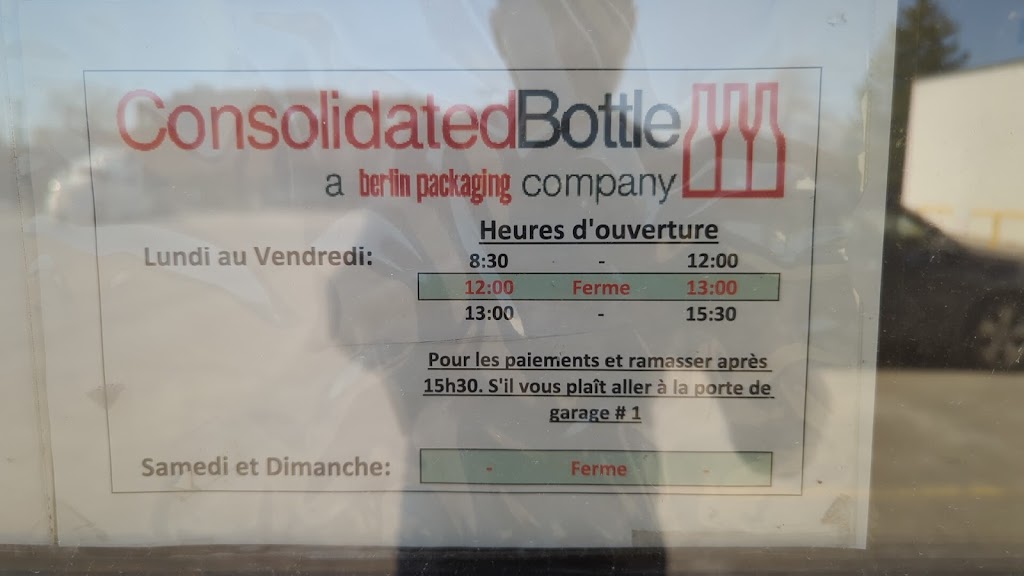 ConsolidatedBottle
a berlin packaging company
Heures d'ouverture
Lundi au Vendredi: 8:30 - 12:00
12:00 Ferme 13:00
13:00 - 15:30
Pour les paiements et ramasser après
15h30. S'il vous plaît aller à la porte de
garage # 1
Samedi et Dimanche: - Ferme -